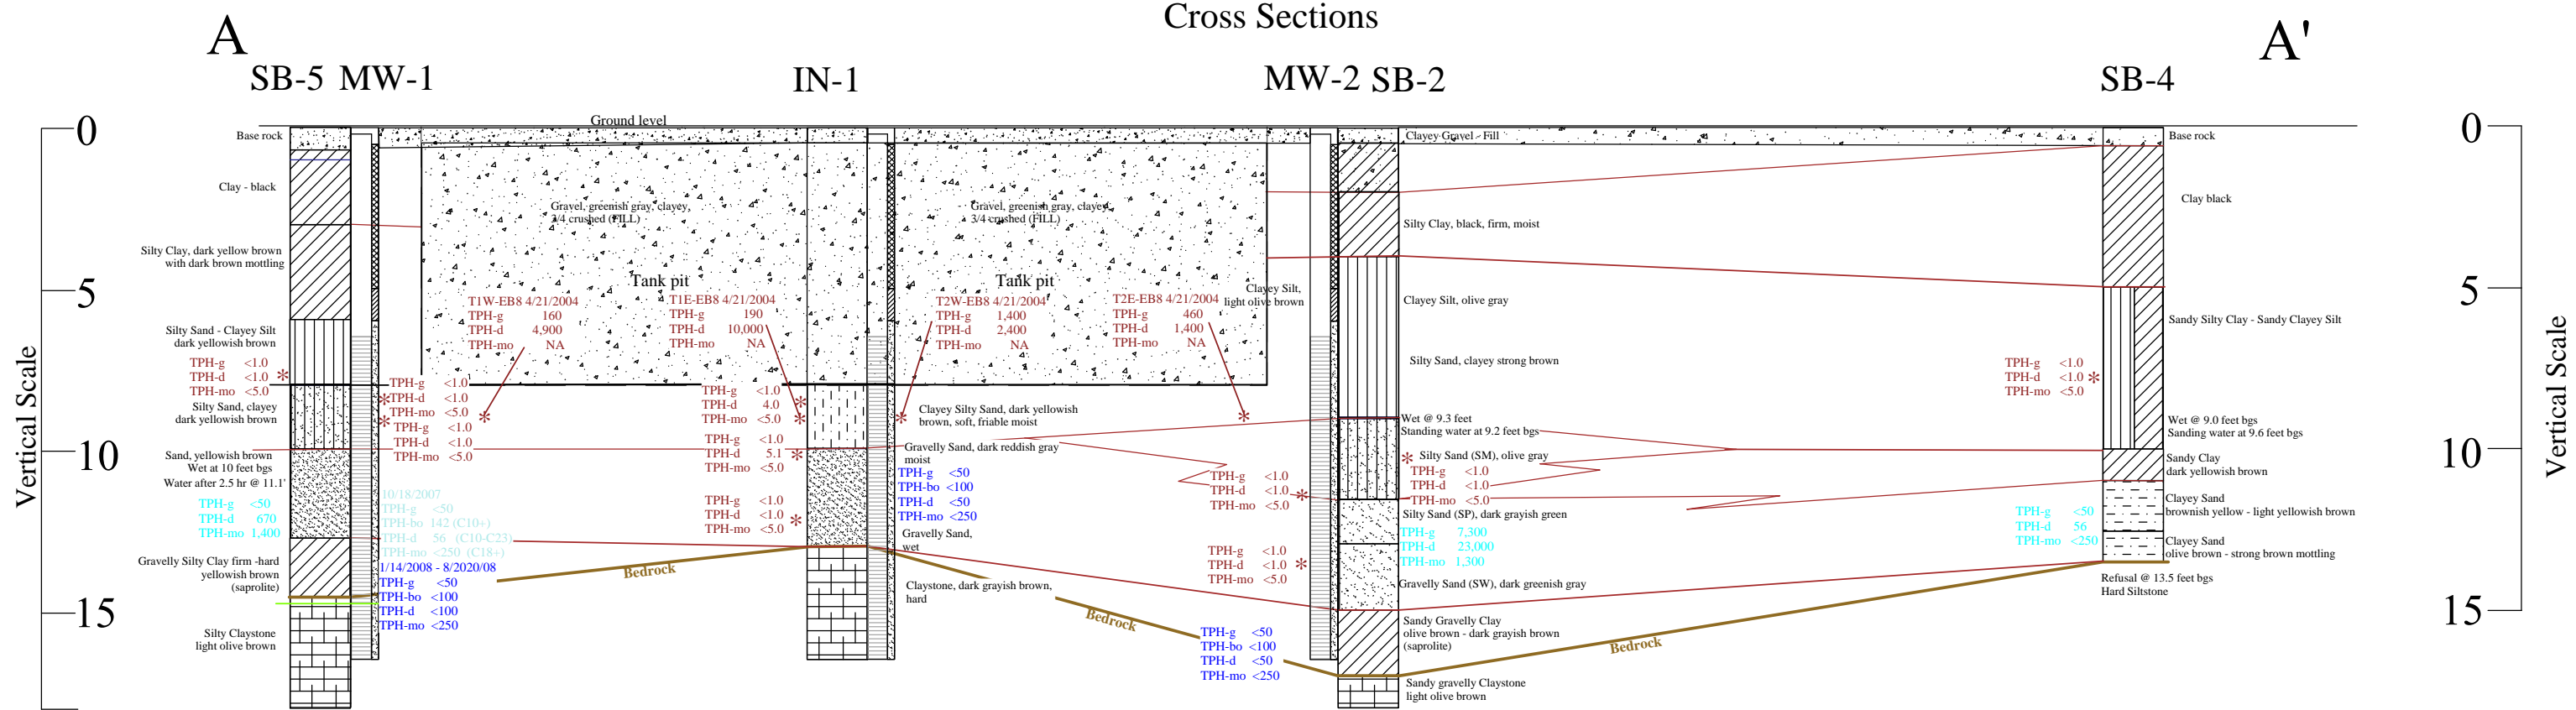 Cross Sections
A
A'
SB-5 MW-1
IN-1
MW-2 SB-2
SB-4
Vertical Scale
0
5
10
15
Ground level
Base rock
Clay - black
Silty Clay, dark yellow brown
with dark brown mottling
Silty Sand - Clayey Silt
dark yellowish brown
TPH-g <1.0
TPH-d <1.0 *
TPH-mo <5.0
Silty Sand, clayey
dark yellowish brown
Sand, yellowish brown
Wet at 10 feet bgs
Water after 2.5 hr @ 11.1'
TPH-g <50
TPH-d 670
TPH-mo 1,400
Gravelly Silty Clay firm -hard
yellowish brown
(saprolite)
Silty Claystone
light olive brown
TPH-g <1.0
*TPH-d <1.0
TPH-mo <5.0
* TPH-g <1.0
TPH-d <1.0
TPH-mo <5.0
10/18/2007
TPH-g <50
TPH-bo 142 (C10+)
TPH-d 56 (C10-C23)
TPH-mo <250 (C18+)
1/14/2008 - 8/2020/08
TPH-g <50
TPH-bo <100
TPH-d <100
TPH-mo <250
Gravel, greenish gray, clayey,
3/4 crushed (FILL)
Tank pit
T1W-EB8 4/21/2004
TPH-g 160
TPH-d 4,900
TPH-mo NA
*
T1E-EB8 4/21/2004
TPH-g 190
TPH-d 10,000
TPH-mo NA
*
TPH-g <1.0
TPH-d 4.0 *
TPH-mo <5.0
TPH-g <1.0
TPH-d 5.1 *
TPH-mo <5.0
TPH-g <1.0
TPH-d <1.0 *
TPH-mo <5.0
Bedrock
Gravel, greenish gray, clayey,
3/4 crushed (FILL)
Tank pit
T2W-EB8 4/21/2004
TPH-g 1,400
TPH-d 2,400
TPH-mo NA
*
T2E-EB8 4/21/2004
TPH-g 460
TPH-d 1,400
TPH-mo NA
*
Clayey Silty Sand, dark yellowish
brown, soft, friable moist
Gravelly Sand, dark reddish gray
moist
TPH-g <50
TPH-bo <100
TPH-d <50
TPH-mo <250
Gravelly Sand,
wet
Claystone, dark grayish brown,
hard
Bedrock
Clayey Silt,
light olive brown
TPH-g <1.0
TPH-d <1.0 *
TPH-mo <5.0
TPH-g <1.0
TPH-d <1.0 *
TPH-mo <5.0
TPH-g <50
TPH-bo <100
TPH-d <50
TPH-mo <250
Clayey Gravel - Fill
Silty Clay, black, firm, moist
Clayey Silt, olive gray
Silty Sand, clayey strong brown
Wet @ 9.3 feet
Standing water at 9.2 feet bgs
* Silty Sand (SM), olive gray
TPH-g <1.0
TPH-d <1.0
TPH-mo <5.0
Silty Sand (SP), dark grayish green
TPH-g 7,300
TPH-d 23,000
TPH-mo 1,300
Gravelly Sand (SW), dark greenish gray
Sandy Gravelly Clay
olive brown - dark grayish brown
(saprolite)
Sandy gravelly Claystone
light olive brown
Bedrock
TPH-g <1.0
TPH-d <1.0 *
TPH-mo <5.0
TPH-g <50
TPH-d 56
TPH-mo <250
Base rock
Clay black
Sandy Silty Clay - Sandy Clayey Silt
Wet @ 9.0 feet bgs
Sanding water at 9.6 feet bgs
Sandy Clay
dark yellowish brown
Clayey Sand
brownish yellow - light yellowish brown
Clayey Sand
olive brown - strong brown mottling
Refusal @ 13.5 feet bgs
Hard Siltstone
0
5
10
15
Vertical Scale